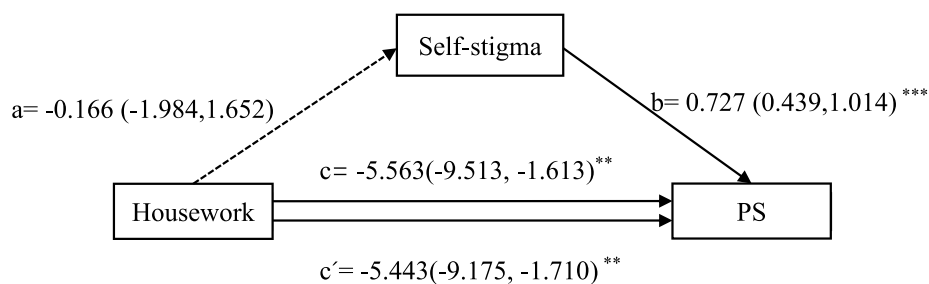 Self-stigma
a= -0.166 (-1.984,1.652)
b= 0.727 (0.439,1.014)***
c= -5.563(-9.513, -1.613)**
Housework
PS
c´= -5.443(-9.175, -1.710)**